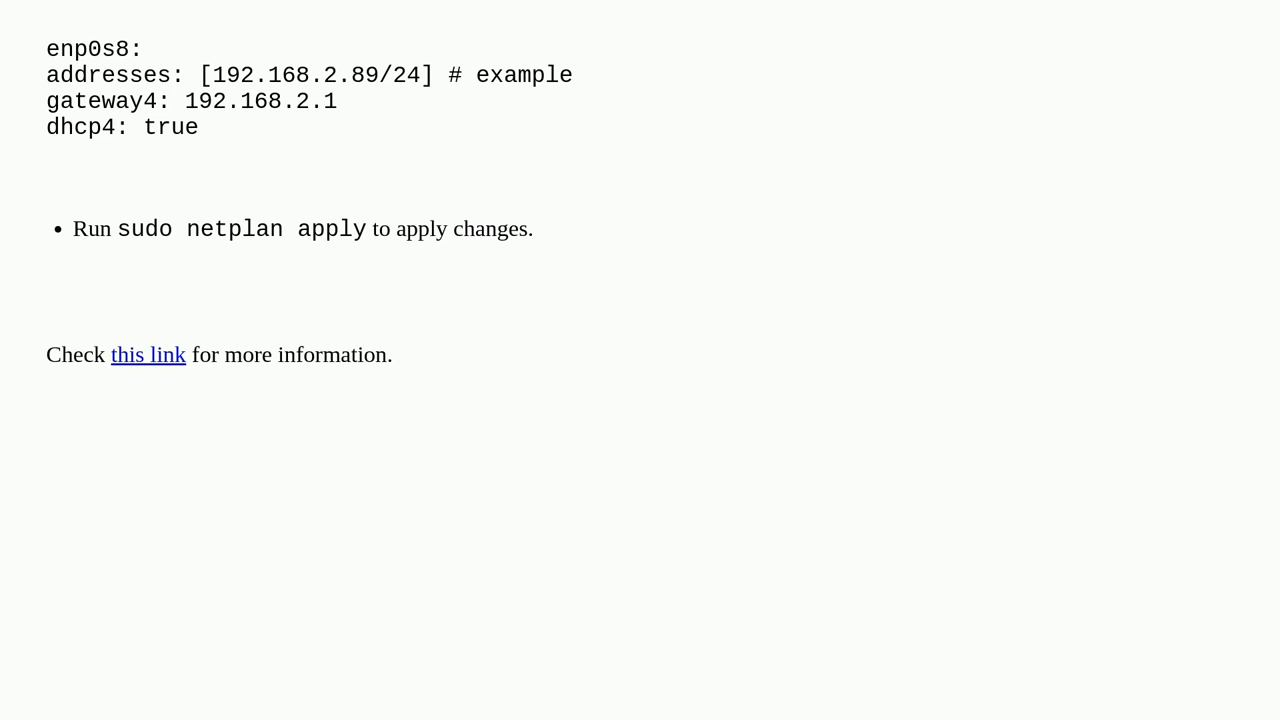 enp0s8:
addresses: [192.168.2.89/24] # example
gateway4: 192.168.2.1
dhcp4: true
• Run sudo netplan apply to apply changes.
Check this link for more information.